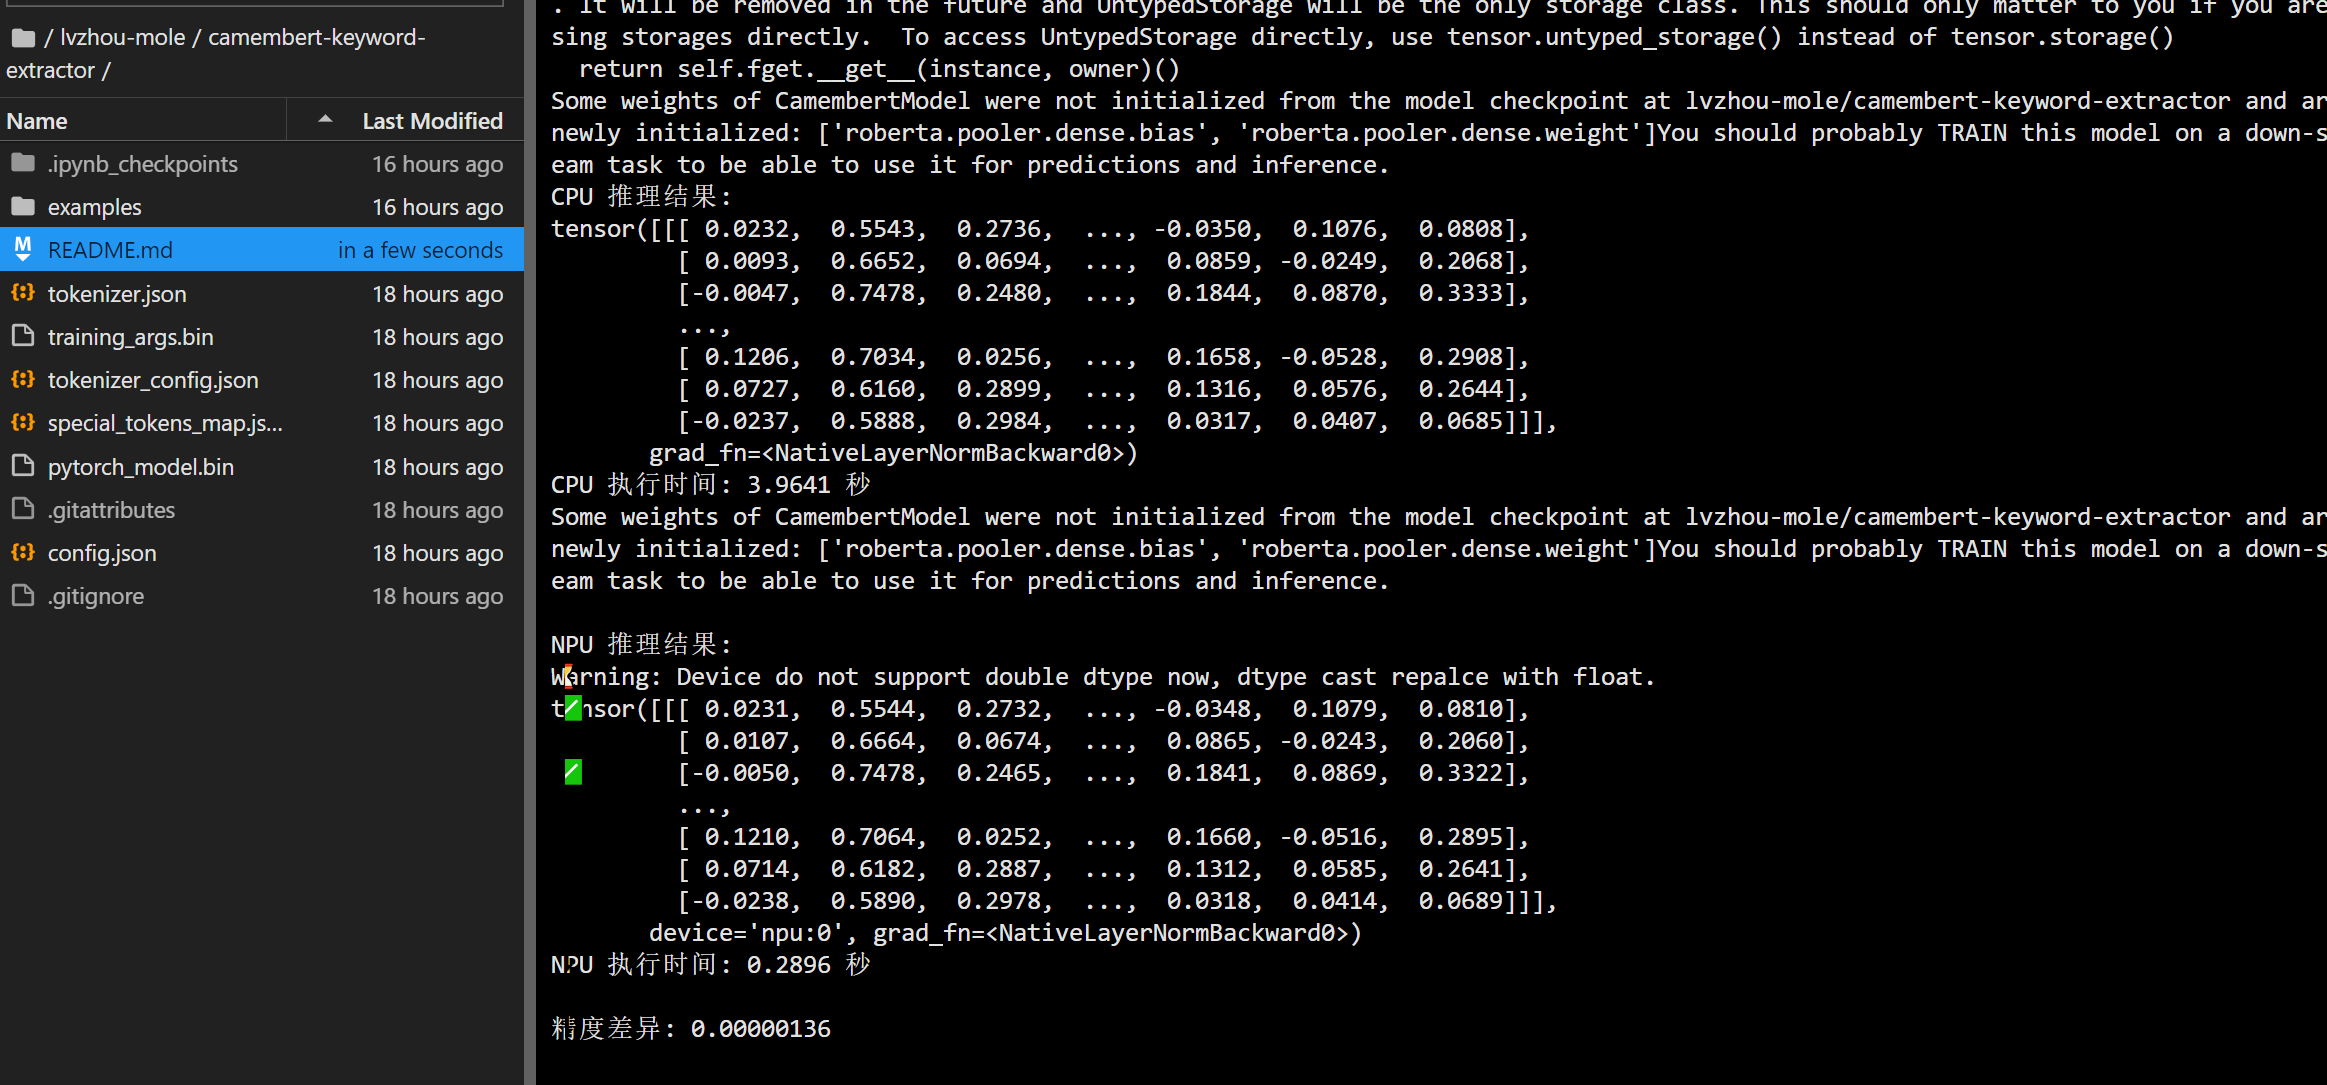 / lvzhou-mole / camembert-keyword-
extractor /
Name Last Modified
.ipynb_checkpoints 16 hours ago
examples 16 hours ago
README.md in a few seconds
tokenizer.json 18 hours ago
training_args.bin 18 hours ago
tokenizer_config.json 18 hours ago
special_tokens_map.js... 18 hours ago
pytorch_model.bin 18 hours ago
.gitattributes 18 hours ago
config.json 18 hours ago
.gitignore 18 hours ago
. It will be removed in the future and UntypedStorage will be the only storage class. This should only matter to you if you are
sing storages directly.  To access UntypedStorage directly, use tensor.untyped_storage() instead of tensor.storage()
return self.fget.__get__(instance, owner)()
Some weights of CamembertModel were not initialized from the model checkpoint at lvzhou-mole/camembert-keyword-extractor and ar
newly initialized: ['roberta.pooler.dense.bias', 'roberta.pooler.dense.weight']You should probably TRAIN this model on a down-s
eam task to be able to use it for predictions and inference.
CPU 推理结果:
tensor([[[ 0.0232,  0.5543,  0.2736,  ..., -0.0350,  0.1076,  0.0808],
[ 0.0093,  0.6652,  0.0694,  ...,  0.0859, -0.0249,  0.2068],
[-0.0047,  0.7478,  0.2480,  ...,  0.1844,  0.0870,  0.3333],
...,
[ 0.1206,  0.7034,  0.0256,  ...,  0.1658, -0.0528,  0.2908],
[ 0.0727,  0.6160,  0.2899,  ...,  0.1316,  0.0576,  0.2644],
[-0.0237,  0.5888,  0.2984,  ...,  0.0317,  0.0407,  0.0685]]],
grad_fn=<NativeLayerNormBackward0>)
CPU 执行时间: 3.9641 秒
Some weights of CamembertModel were not initialized from the model checkpoint at lvzhou-mole/camembert-keyword-extractor and ar
newly initialized: ['roberta.pooler.dense.bias', 'roberta.pooler.dense.weight']You should probably TRAIN this model on a down-s
eam task to be able to use it for predictions and inference.
NPU 推理结果:
Warning: Device do not support double dtype now, dtype cast repalce with float.
tensor([[[ 0.0231,  0.5544,  0.2732,  ..., -0.0348,  0.1079,  0.0810],
[ 0.0107,  0.6664,  0.0674,  ...,  0.0865, -0.0243,  0.2060],
/ [-0.0050,  0.7478,  0.2465,  ...,  0.1841,  0.0869,  0.3322],
...,
[ 0.1210,  0.7064,  0.0252,  ...,  0.1660, -0.0516,  0.2895],
[ 0.0714,  0.6182,  0.2887,  ...,  0.1312,  0.0585,  0.2641],
[-0.0238,  0.5890,  0.2978,  ...,  0.0318,  0.0414,  0.0689]]],
device='npu:0', grad_fn=<NativeLayerNormBackward0>)
NPU 执行时间: 0.2896 秒
精度差异: 0.00000136